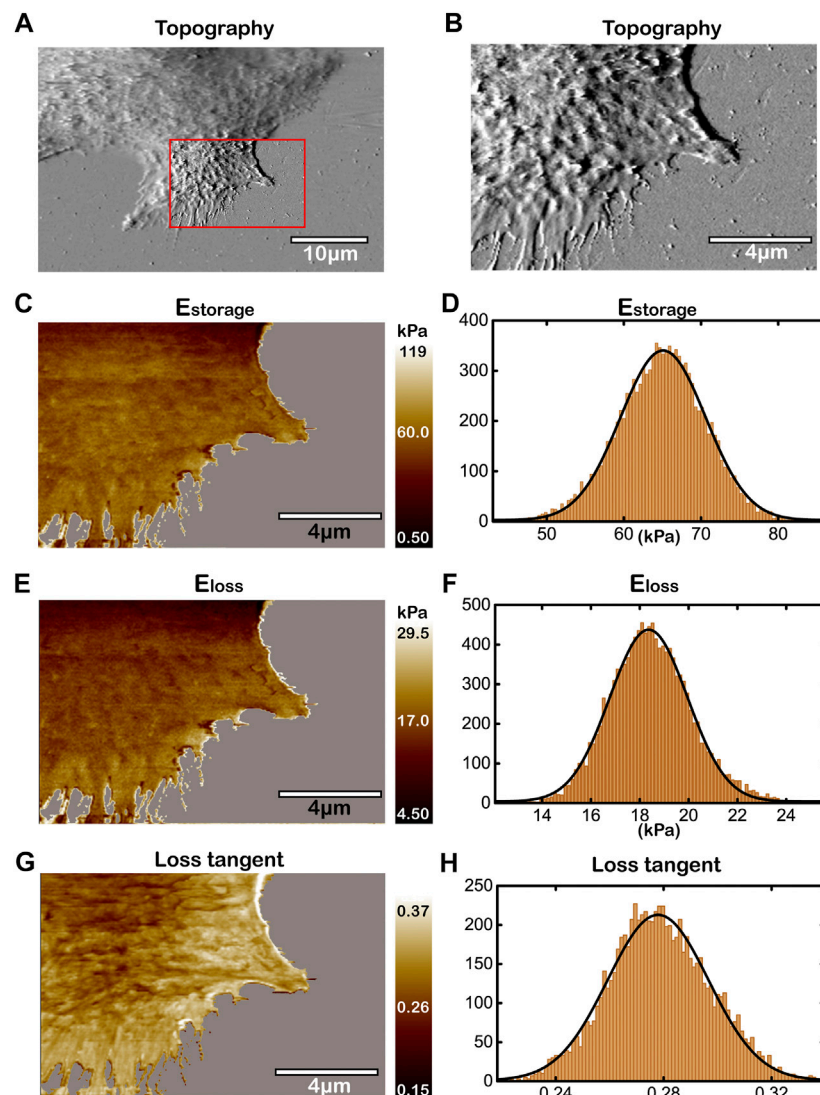 A
Topography
10µm
B
Topography
4µm
C
Estorage
kPa
119
60.0
0.50
4µm
D
Estorage
400
300
200
100
0
50
60
70
80
(kPa)
E
Eloss
kPa
29.5
17.0
4.50
4µm
F
Eloss
500
400
300
200
100
0
14
16
18
20
22
24
(kPa)
G
Loss tangent
0.37
0.26
0.15
4µm
H
Loss tangent
250
200
150
100
50
0
0.24
0.28
0.32